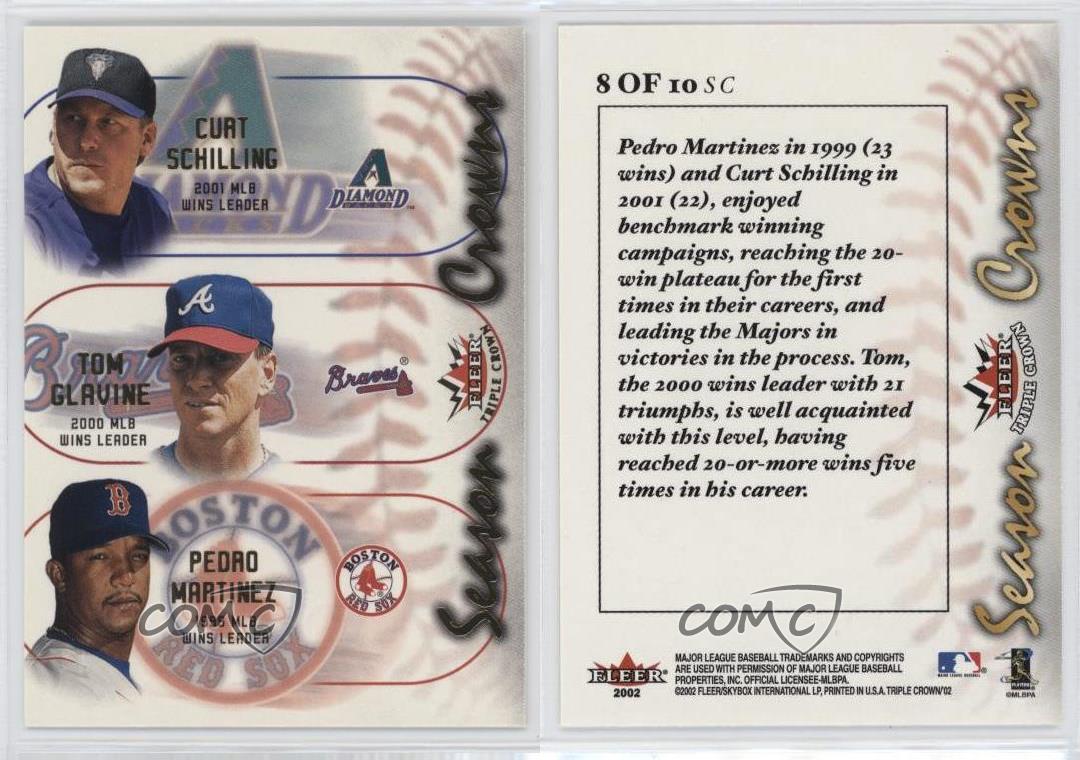 CURT
SCHILLING
2001 MLB
WINS LEADER
A
DIAMOND
TOM
GLAVINE
2000 MLB
WINS LEADER
A
Braves
B
BOSTON
RED SOX
PEDRO
MARTINEZ
WINS LEADER
BOSTON
RED SOX
Season Crowns
FLEER
TRIPLE CROWN
COMC
8 OF 10 SC
Pedro Martinez in 1999 (23
wins) and Curt Schilling in
2001 (22), enjoyed
benchmark winning
campaigns, reaching the 20-
win plateau for the first
times in their careers, and
leading the Majors in
victories in the process. Tom,
the 2000 wins leader with 21
triumphs, is well acquainted
with this level, having
reached 20-or-more wins five
times in his career.
Season Crowns
FLEER
TRIPLE CROWN
COMC
FLEER
2002
MAJOR LEAGUE BASEBALL TRADEMARKS AND COPYRIGHTS
ARE USED WITH PERMISSION OF MAJOR LEAGUE BASEBALL
PROPERTIES, INC. OFFICIAL LICENSEE-MLBPA.
©2002 FLEER/SKYBOX INTERNATIONAL LP, PRINTED IN U.S.A. TRIPLE CROWN/'02
©MLBPA